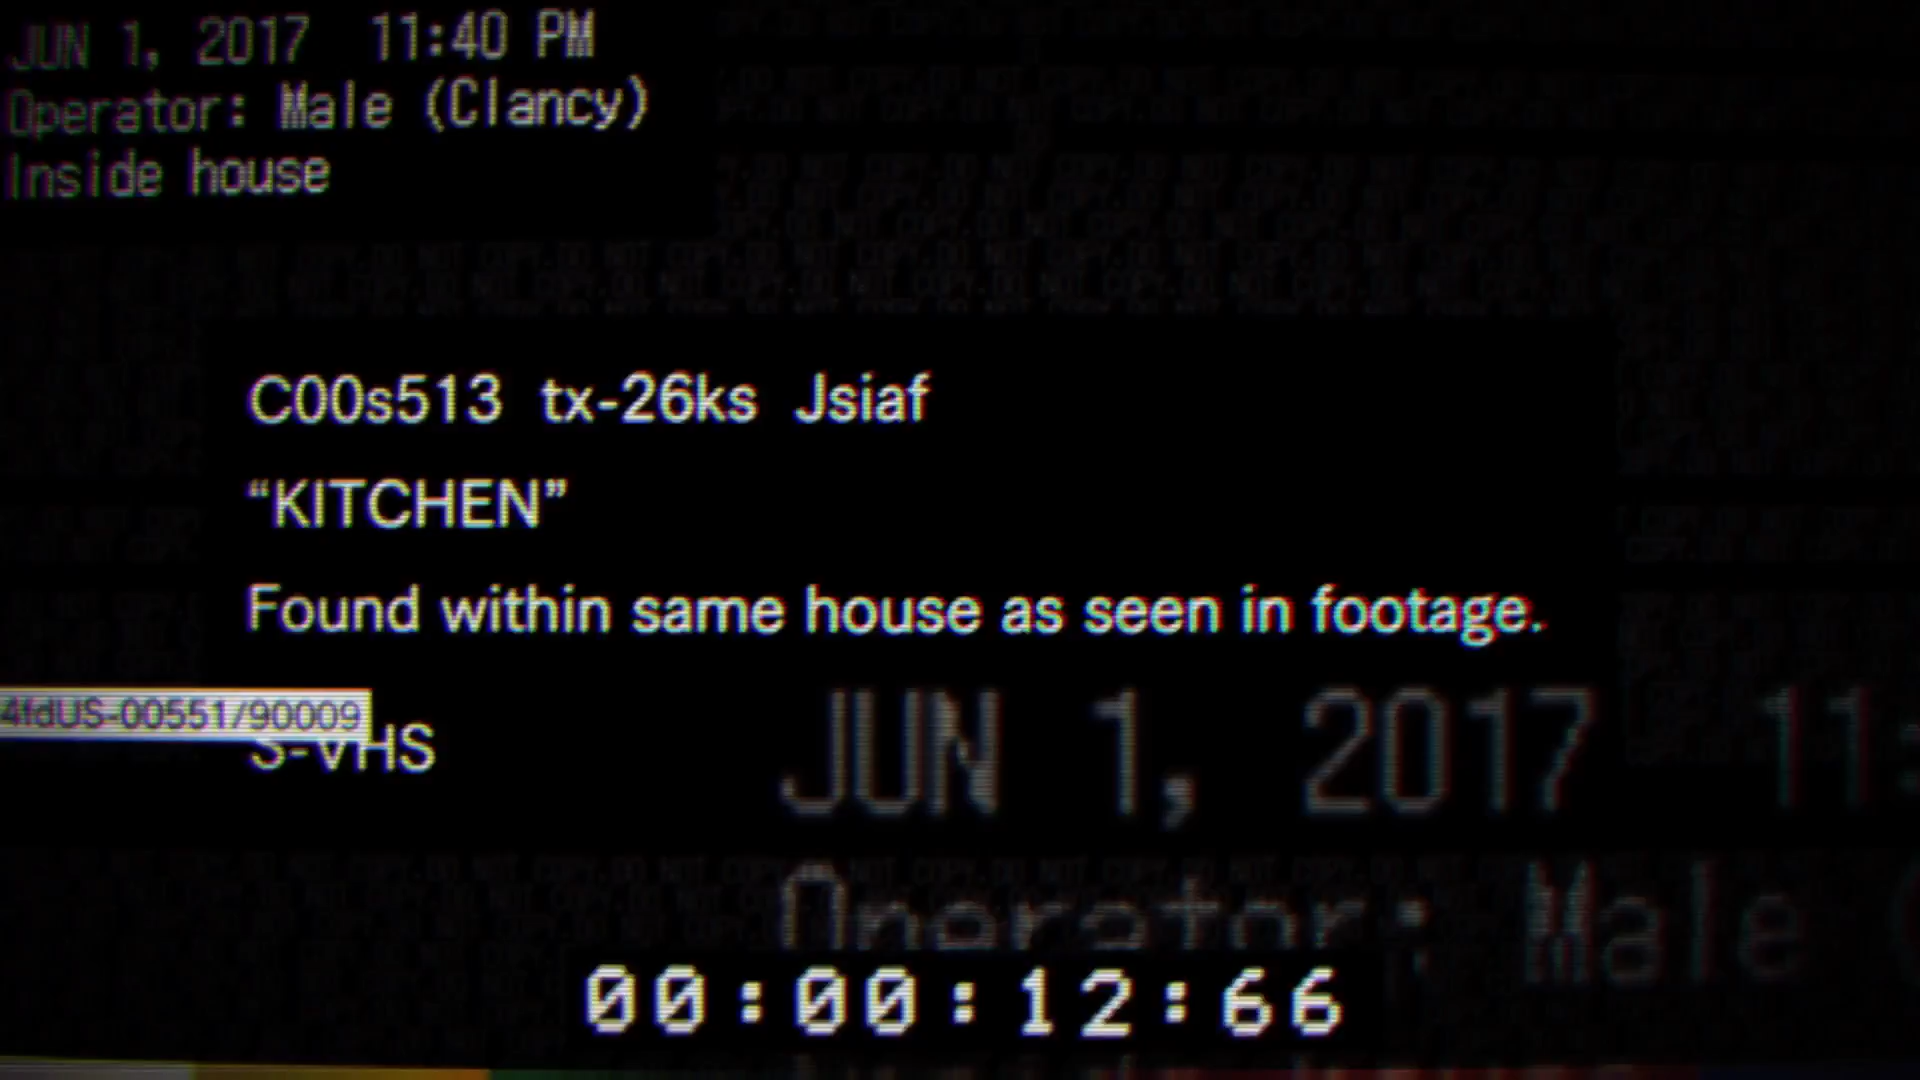 JUN 1, 2017 11:40 PM
Operator: Male (Clancy)
Inside house
C00s513 tx-26ks Jsiaf
“KITCHEN”
Found within same house as seen in footage.
4fdUS-00551/90009
S-VHS
JUN 1, 2017 11:
Operator: Male (
00:00:12:66